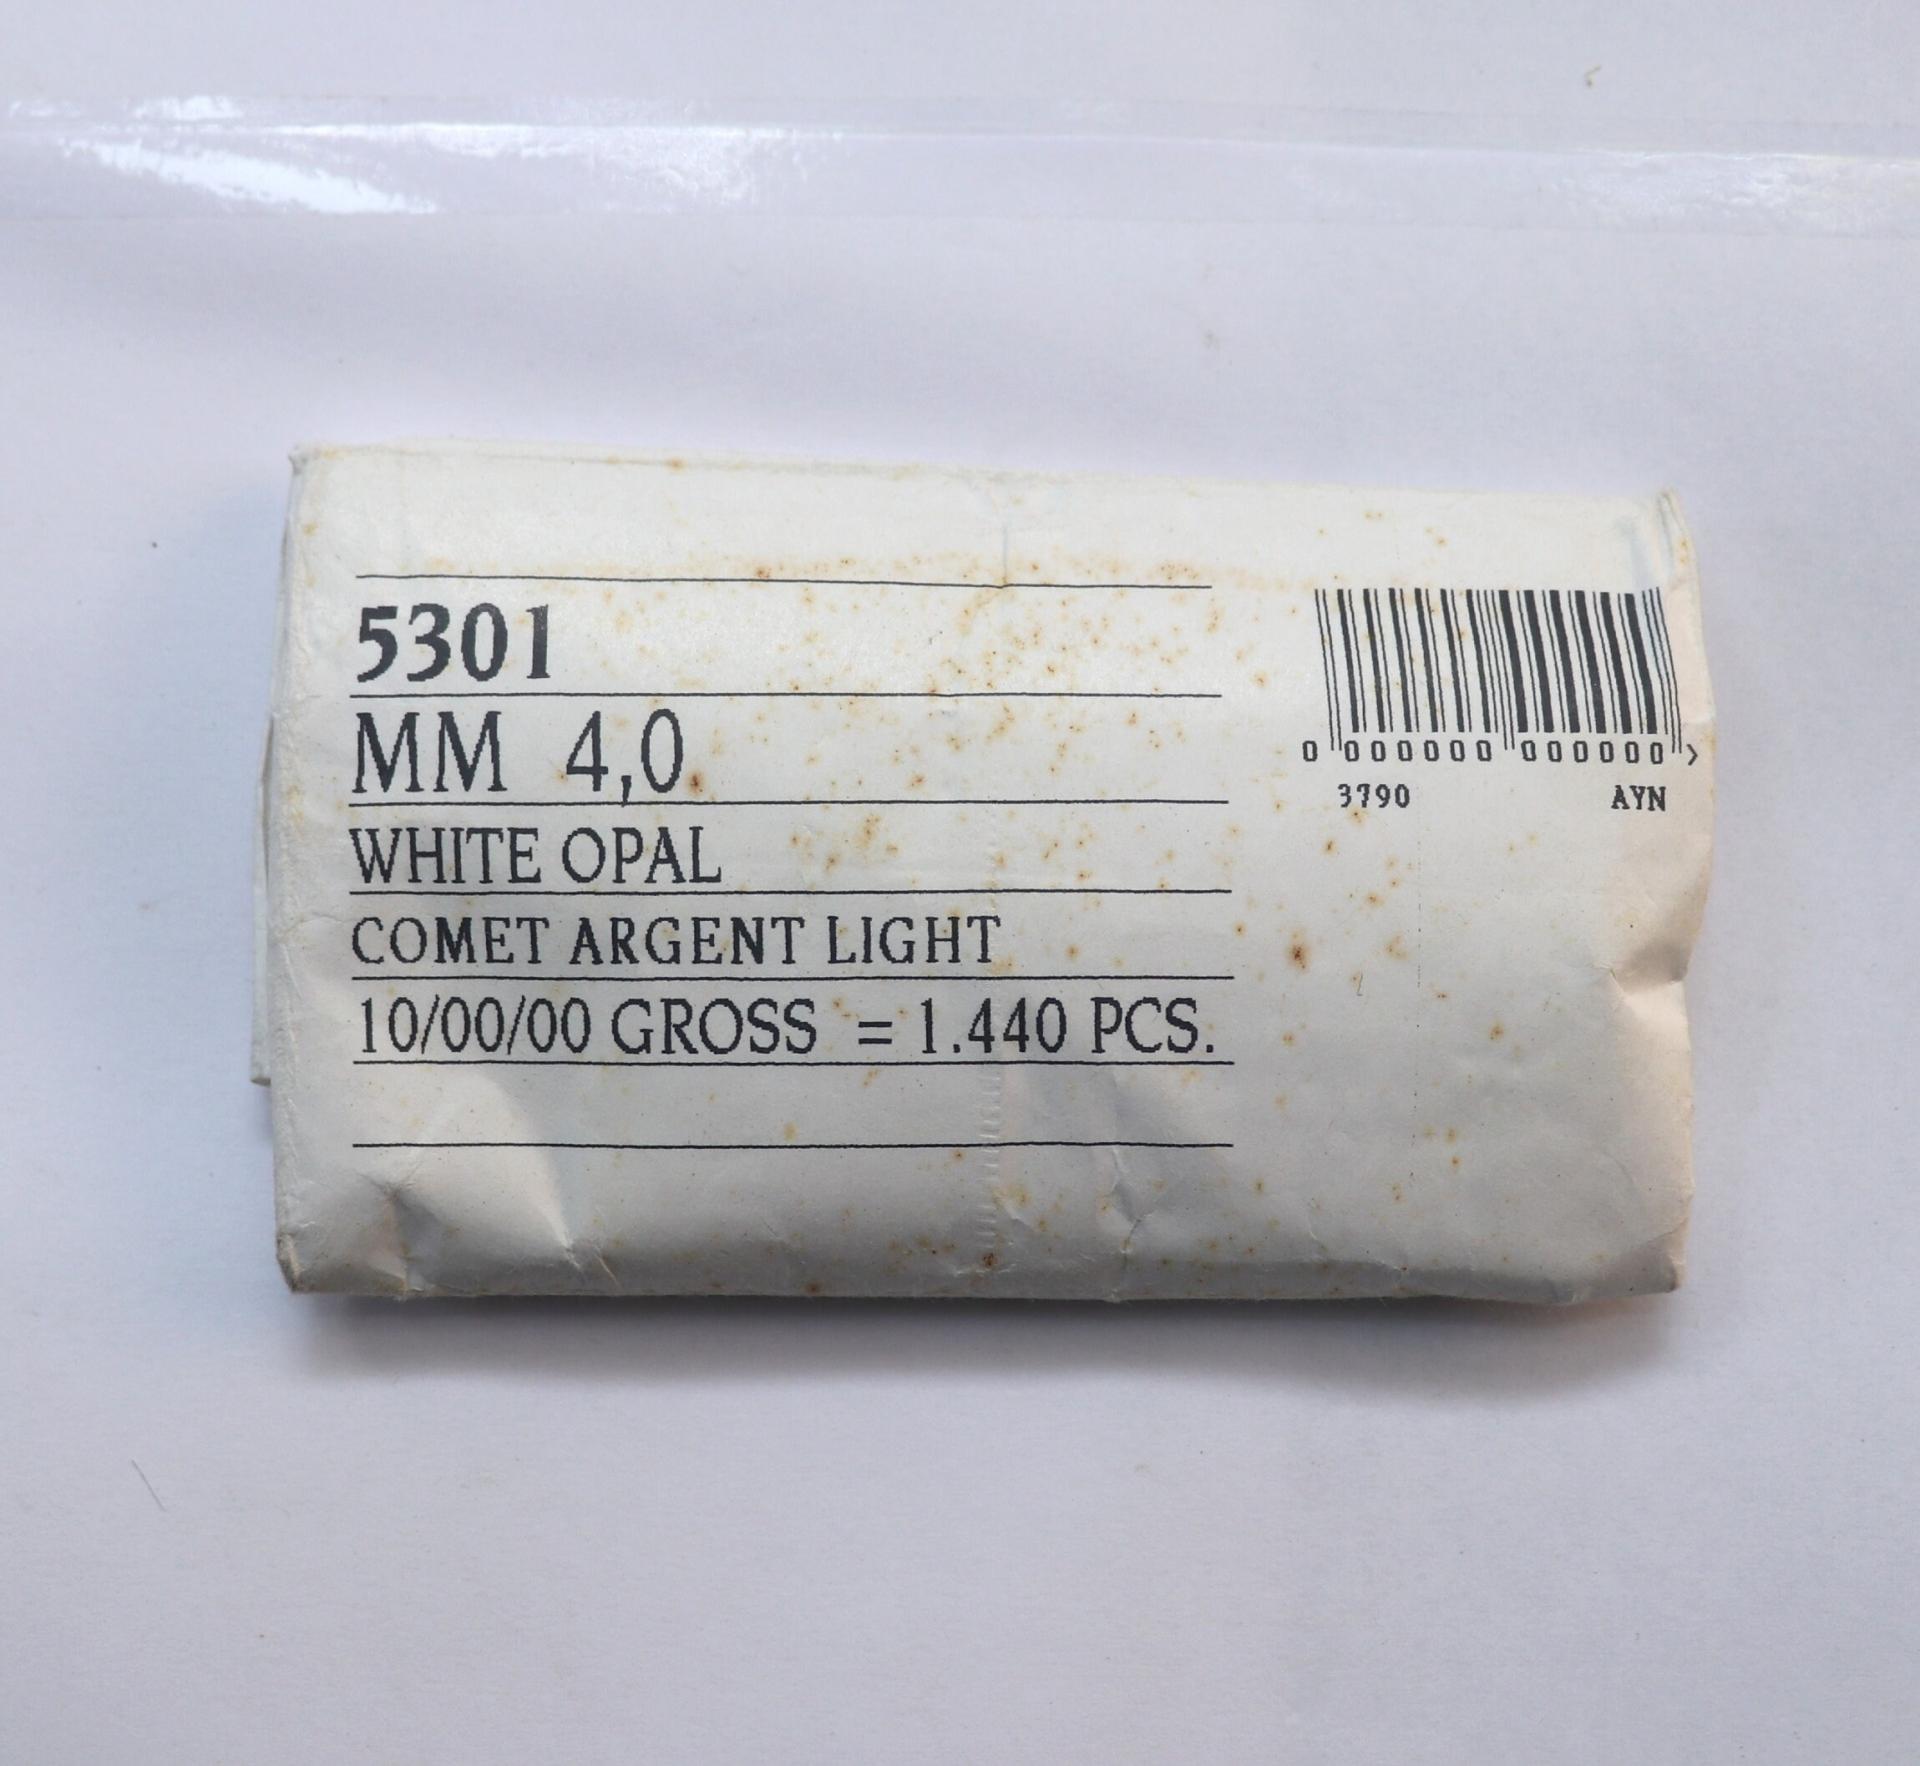 5301
MM 4,0
WHITE OPAL
COMET ARGENT LIGHT
10/00/00 GROSS = 1.440 PCS.
0 000000 000000 >
3790 AYN